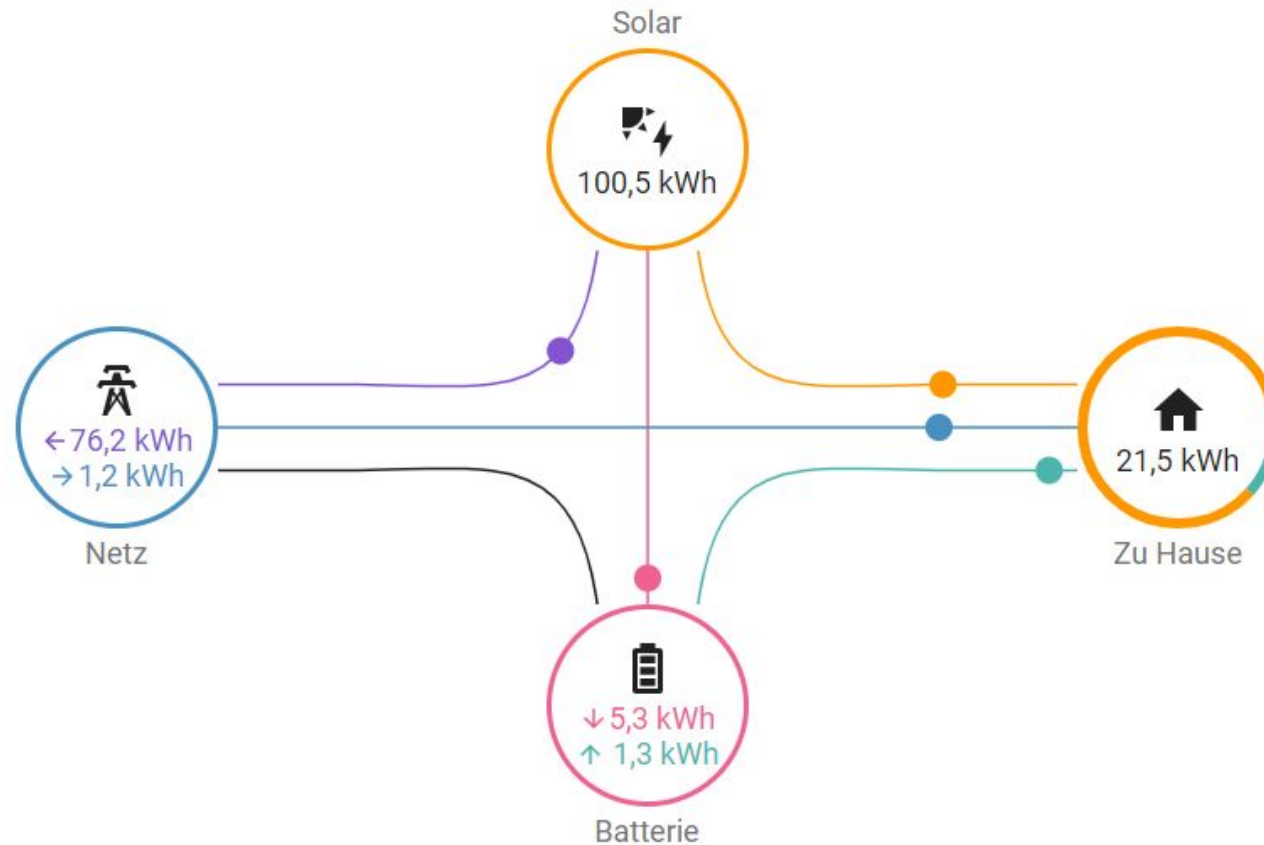 Solar
100,5 kWh
←76,2 kWh
→1,2 kWh
Netz
21,5 kWh
Zu Hause
↓5,3 kWh
↑ 1,3 kWh
Batterie